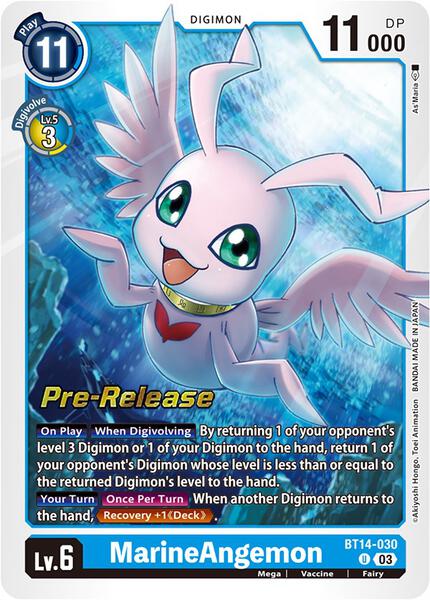 Play
11
DIGIMON
11000
DP
Digivolve
Lv.5
3
As'Maria
Pre-Release
On Play When Digivolving By returning 1 of your opponent's
level 3 Digimon or 1 of your Digimon to the hand, return 1
of your opponent's Digimon whose level is less than or equal to
the returned Digimon's level to the hand.
Your Turn Once Per Turn When another Digimon returns to
the hand, Recovery +1《Deck》.
©Akiyoshi Hongo, Toei Animation BANDAI MADE IN JAPAN
Lv.6
MarineAngemon
BT14-030
U 03
Mega | Vaccine | Fairy